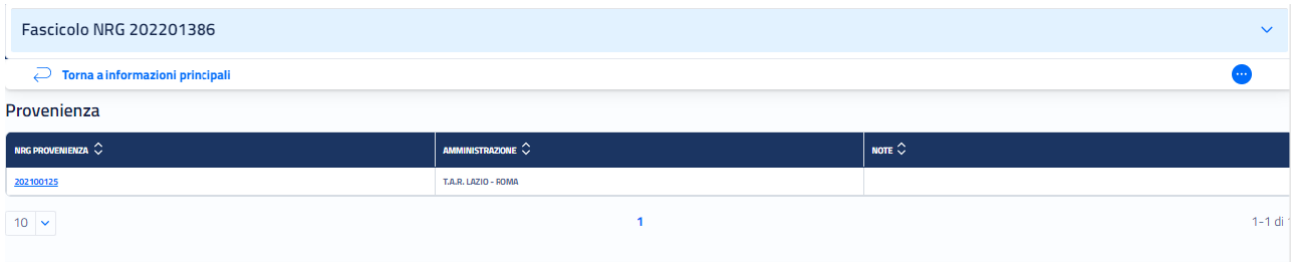 Fascicolo NRG 202201386
Torna a informazioni principali
Provenienza
NRG PROVENIENZA AMMINISTRAZIONE NOTE
202100125 T.A.R. LAZIO - ROMA
10 1 1-1 di